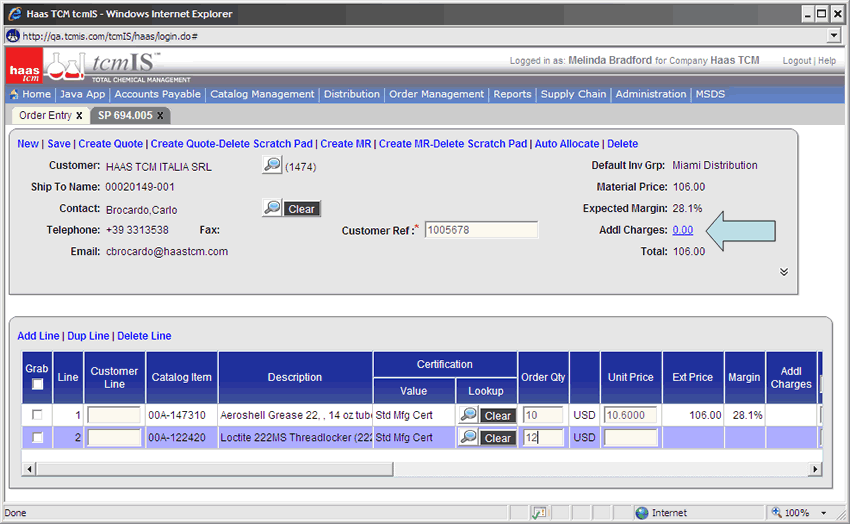 Haas TCM tcmIS - Windows Internet Explorer
http://qa.tcmis.com/tcmIS/haas/login.do#
haas tcm tcmIS™ TOTAL CHEMICAL MANAGEMENT Logged in as: Melinda Bradford for Company Haas TCM Logout | Help
Home | Java App | Accounts Payable | Catalog Management | Distribution | Order Management | Reports | Supply Chain | Administration | MSDS
Order Entry x SP 694.005 x
New | Save | Create Quote | Create Quote-Delete Scratch Pad | Create MR | Create MR-Delete Scratch Pad | Auto Allocate | Delete
Customer: HAAS TCM ITALIA SRL (1474) Default Inv Grp: Miami Distribution
Ship To Name: 00020149-001 Material Price: 106.00
Contact: Brocardo,Carlo Clear Expected Margin: 28.1%
Telephone: +39 3313538 Fax: Customer Ref :* 1005678 Addl Charges: 0.00
Email: cbrocardo@haastcm.com Total: 106.00
Add Line | Dup Line | Delete Line
Grab Line Customer Line Catalog Item Description Certification Value Lookup Order Qty Unit Price Ext Price Margin Addl Charges
1 00A-147310 Aeroshell Grease 22, , 14 oz tube Std Mfg Cert Clear 10 USD 10.6000 106.00 28.1%
2 00A-122420 Loctite 222MS Threadlocker (222 Std Mfg Cert Clear 12 USD
Done Internet 100%